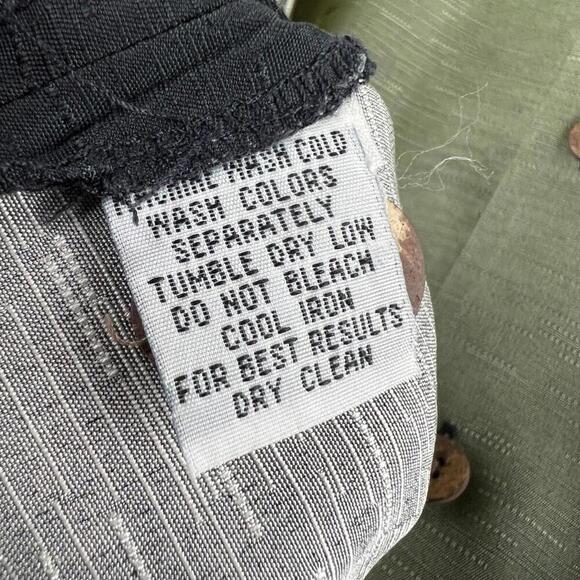 WASH COLD
WASH COLORS
SEPARATELY
TUMBLE DRY LOW
DO NOT BLEACH
COOL IRON
FOR BEST RESULTS
DRY CLEAN